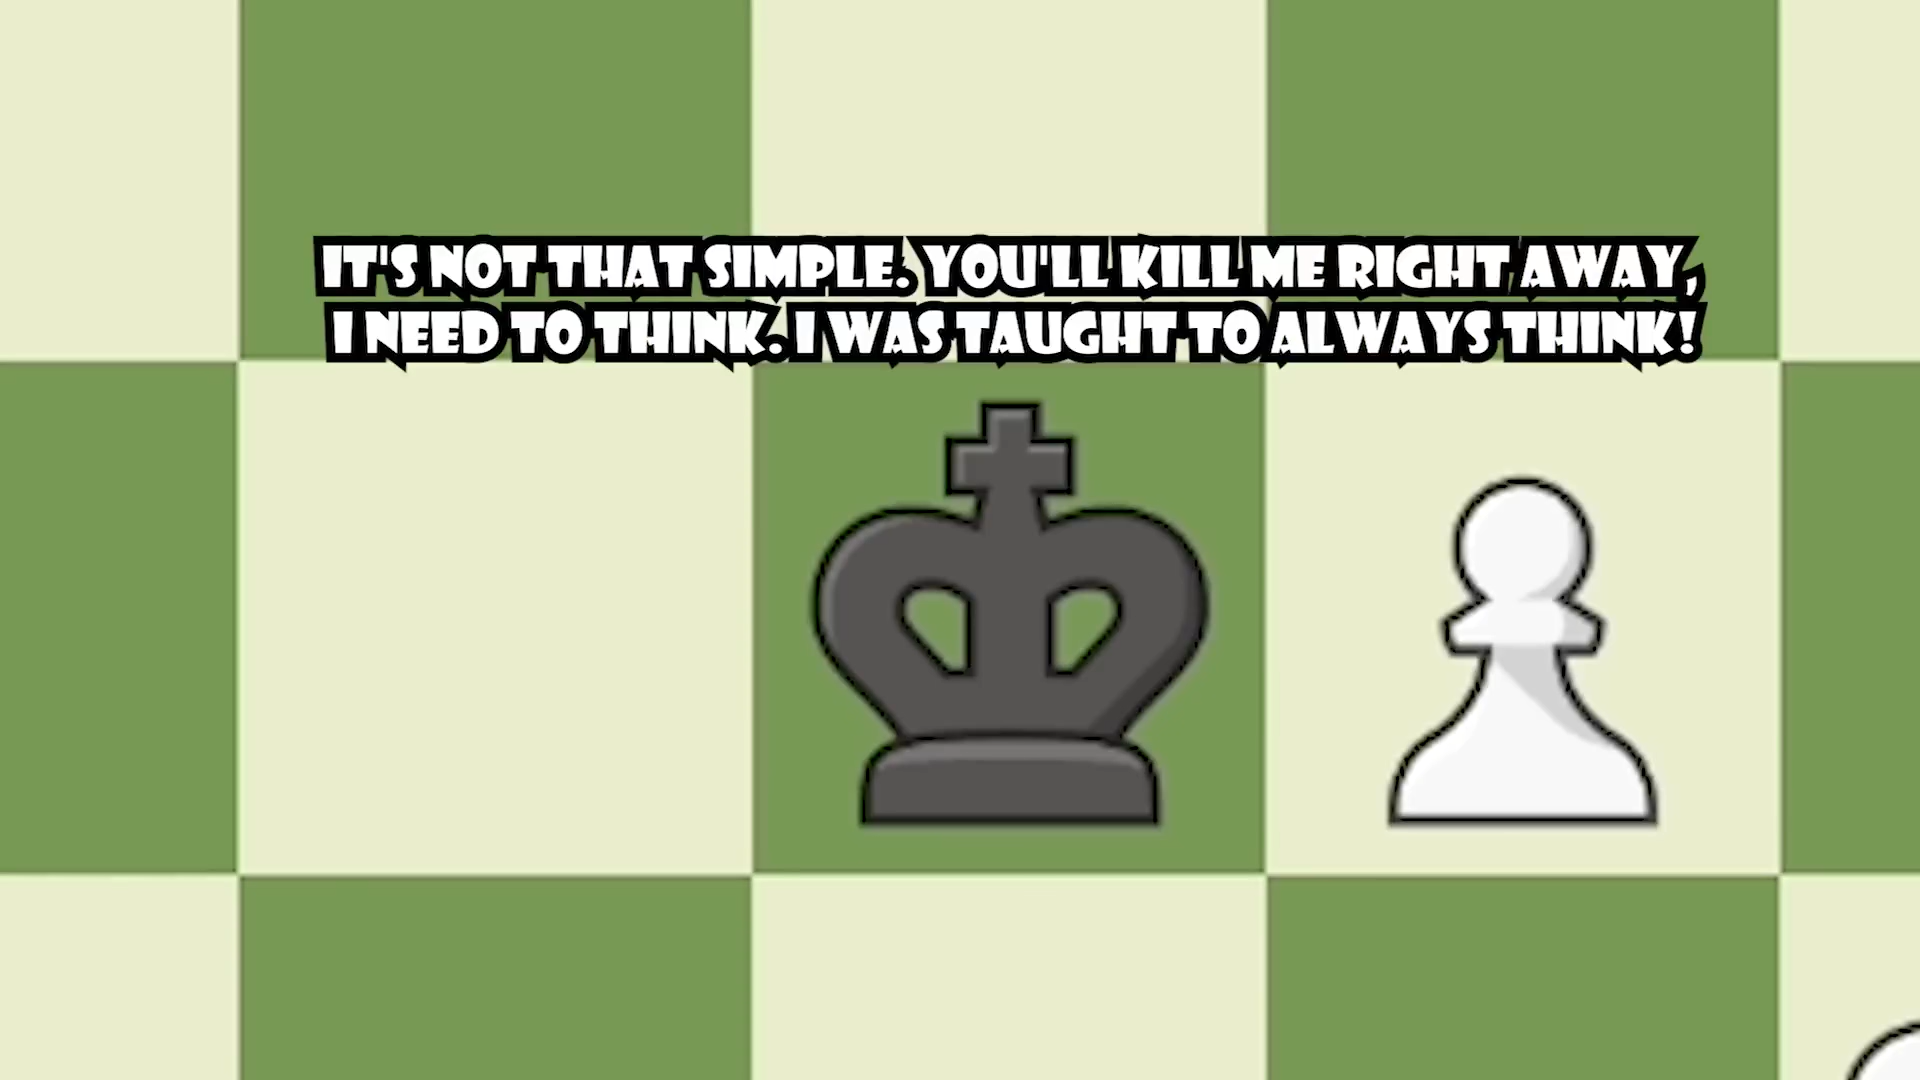 IT'S NOT THAT SIMPLE. YOU'LL KILL ME RIGHT AWAY,
I NEED TO THINK. I WAS TAUGHT TO ALWAYS THINK!